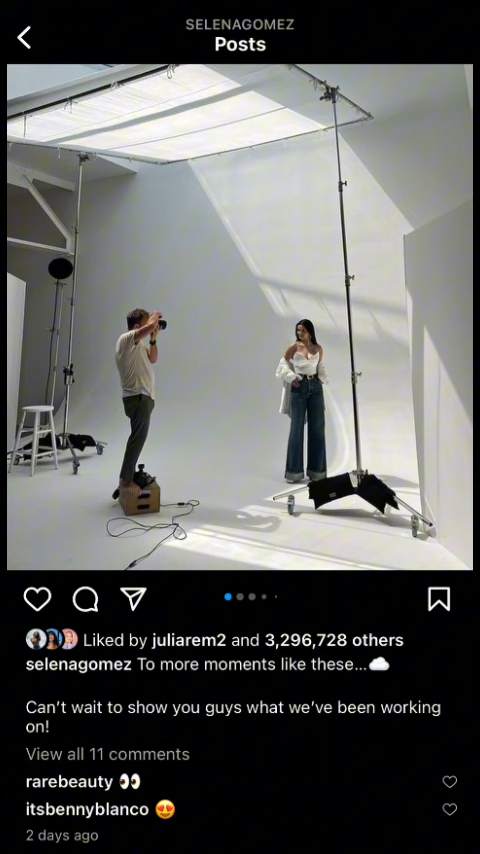 SELENAGOMEZ
Posts
Liked by juliarem2 and 3,296,728 others
selenagomez To more moments like these...☁️
Can’t wait to show you guys what we’ve been working
on!
View all 11 comments
rarebeauty 👀
itsbennyblanco 😍
2 days ago